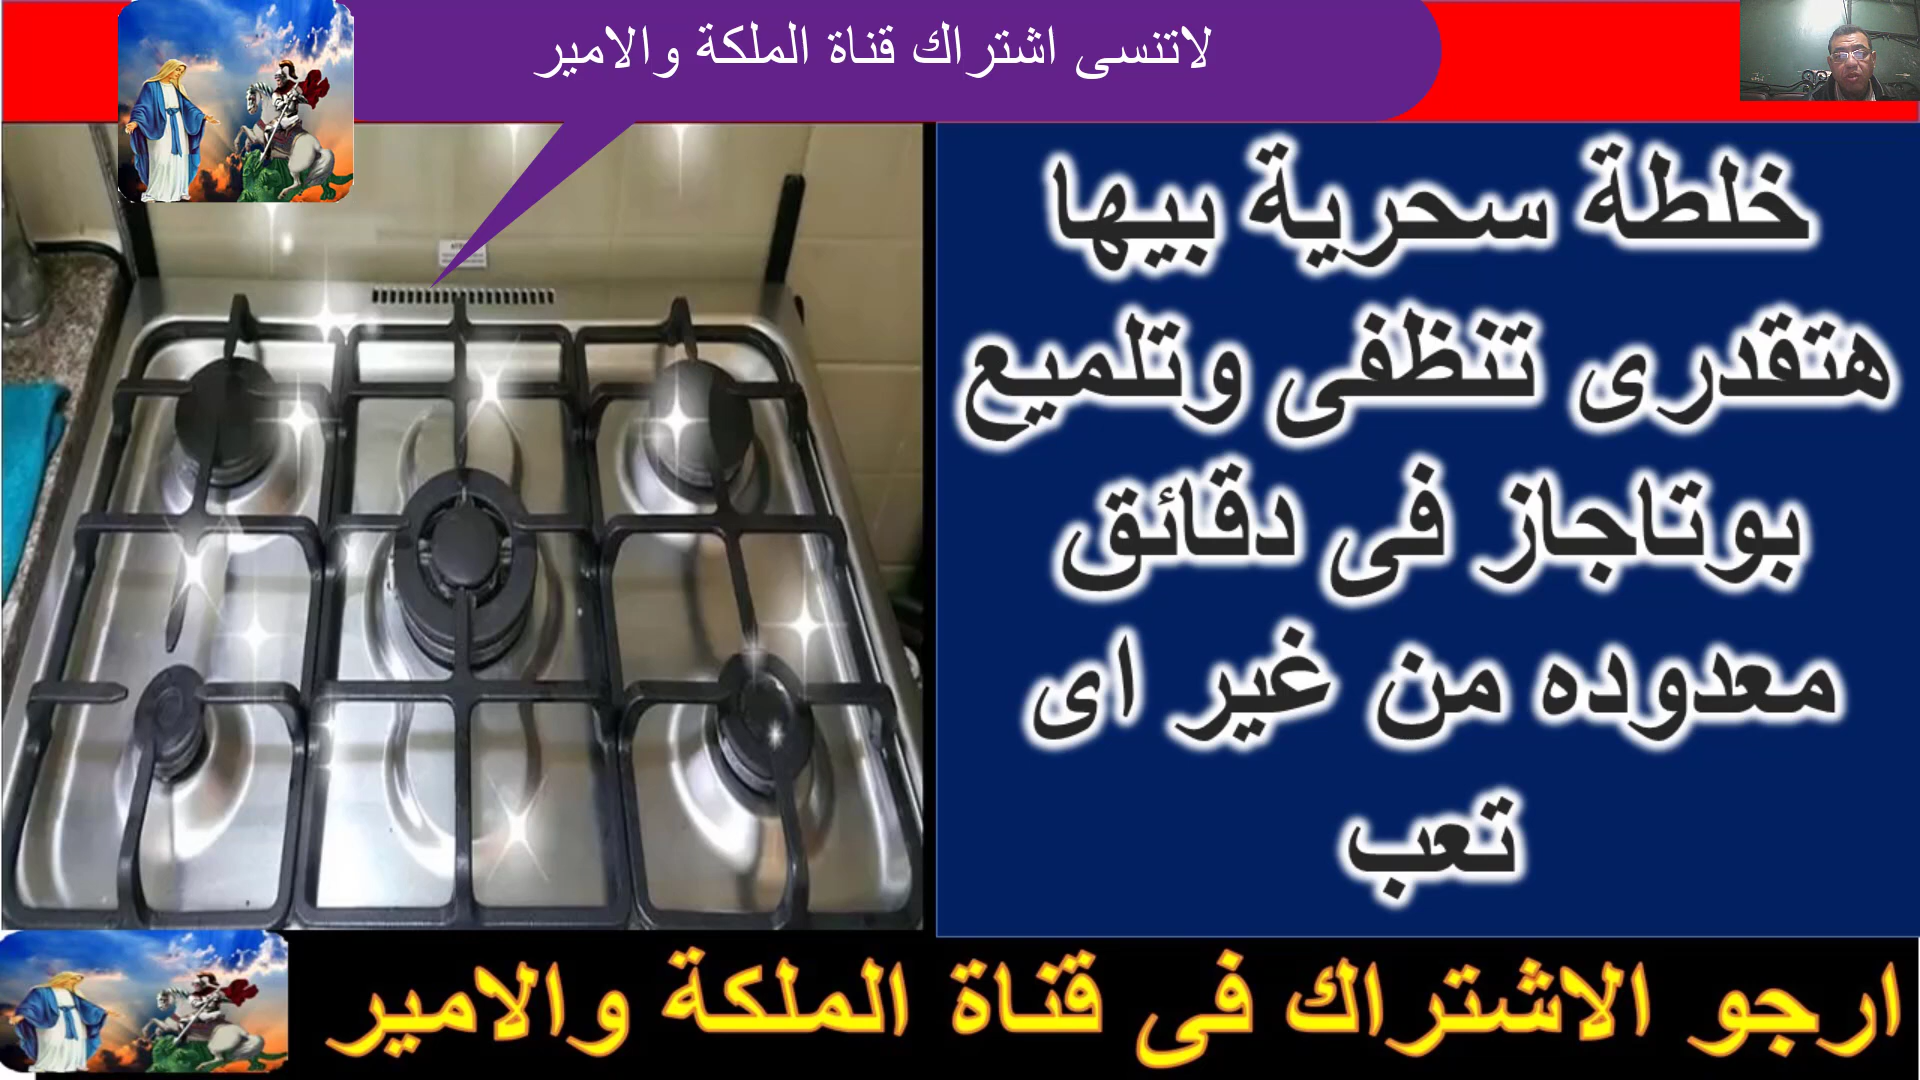 لاتنسى اشتراك قناة الملكة والامير
خلطة سحرية بيها
هتقدرى تنظفى وتلميع
بوتاجاز فى دقائق
معدوده من غير اى
تعب
ارجو الاشتراك فى قناة الملكة والامير